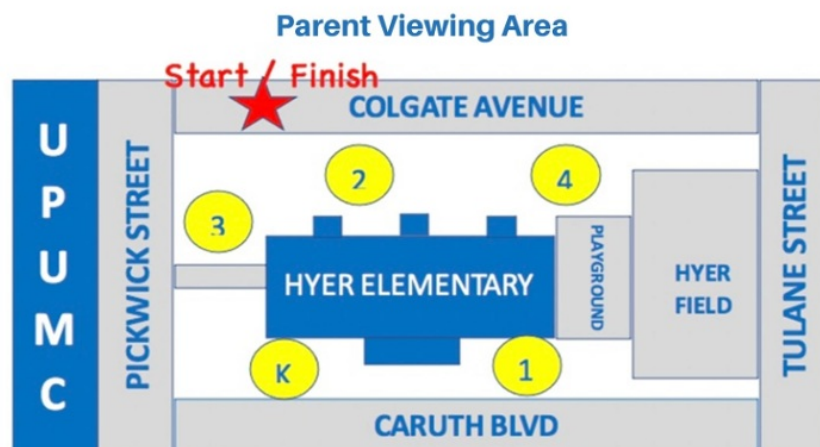 Parent Viewing Area
Start / Finish
COLGATE AVENUE
UPUMC
PICKWICK STREET
2
4
3
PLAYGROUND
HYER ELEMENTARY
HYER
FIELD
TULANE STREET
K
1
CARUTH BLVD